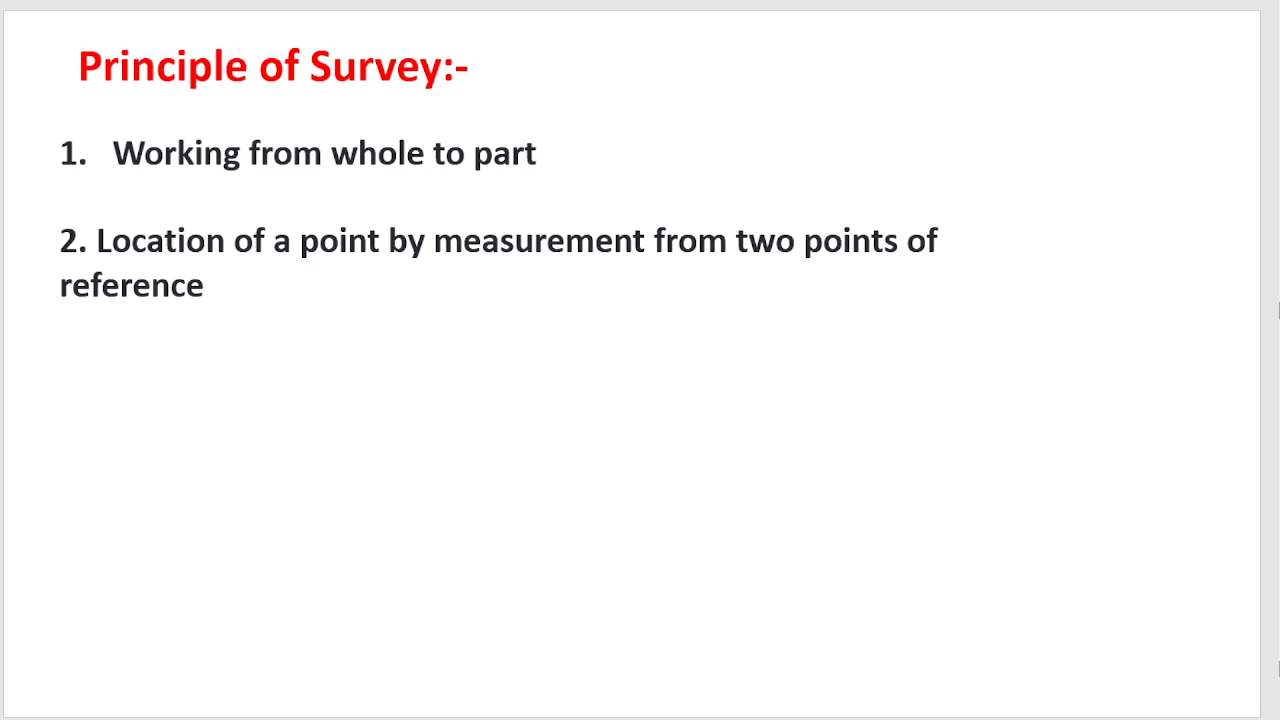 Principle of Survey:-
1. Working from whole to part
2. Location of a point by measurement from two points of
reference